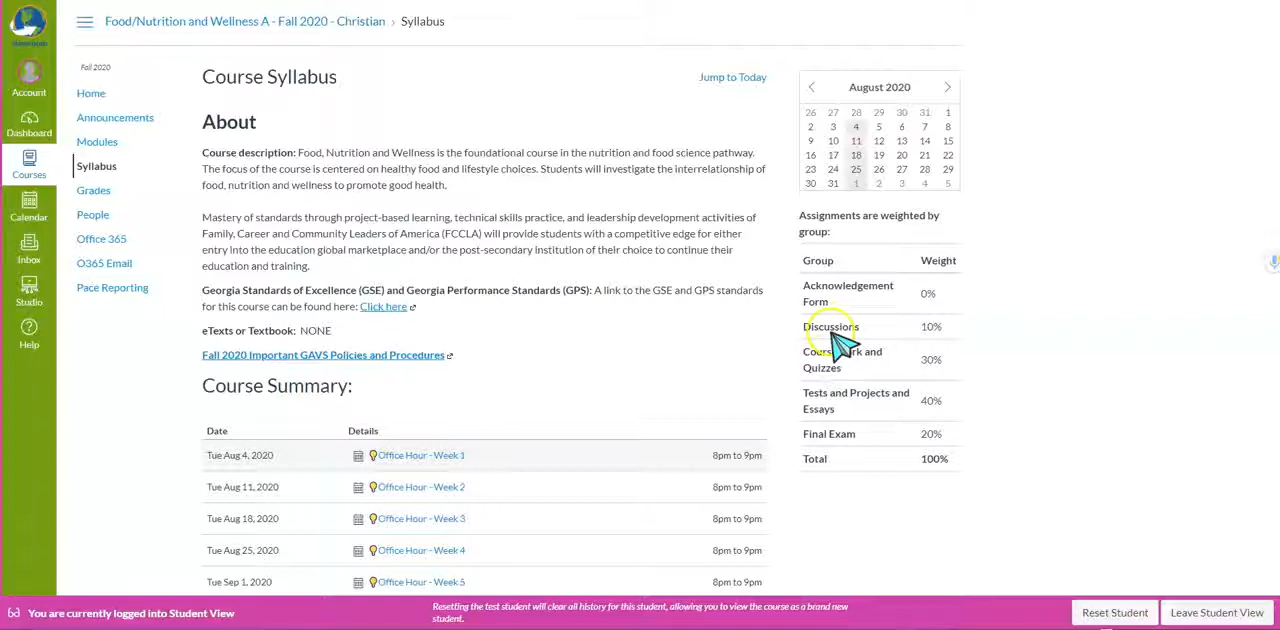 Food/Nutrition and Wellness A - Fall 2020 - Christian › Syllabus
Account
Dashboard
Courses
Calendar
Inbox
Studio
Help
Fall 2020
Home
Announcements
Modules
Syllabus
Grades
People
Office 365
O365 Email
Pace Reporting
Course Syllabus
Jump to Today
About
Course description: Food, Nutrition and Wellness is the foundational course in the nutrition and food science pathway.
The focus of the course is centered on healthy food and lifestyle choices. Students will investigate the interrelationship of
food, nutrition and wellness to promote good health.
Mastery of standards through project-based learning, technical skills practice, and leadership development activities of
Family, Career and Community Leaders of America (FCCLA) will provide students with a competitive edge for either
entry into the education global marketplace and/or the post-secondary institution of their choice to continue their
education and training.
Georgia Standards of Excellence (GSE) and Georgia Performance Standards (GPS): A link to the GSE and GPS standards
for this course can be found here: Click here
eTexts or Textbook: NONE
Fall 2020 Important GAVS Policies and Procedures
Course Summary:
Date Details
Tue Aug 4, 2020 Office Hour - Week 1 8pm to 9pm
Tue Aug 11, 2020 Office Hour - Week 2 8pm to 9pm
Tue Aug 18, 2020 Office Hour - Week 3 8pm to 9pm
Tue Aug 25, 2020 Office Hour - Week 4 8pm to 9pm
Tue Sep 1, 2020 Office Hour - Week 5 8pm to 9pm
August 2020
26 27 28 29 30 31 1
2 3 4 5 6 7 8
9 10 11 12 13 14 15
16 17 18 19 20 21 22
23 24 25 26 27 28 29
30 31 1 2 3 4 5
Assignments are weighted by
group:
Group Weight
Acknowledgement
Form 0%
Discussions 10%
and
Quizzes 30%
Tests and Projects and
Essays 40%
Final Exam 20%
Total 100%
You are currently logged into Student View
Resetting the test student will clear all history for this student, allowing you to view the course as a brand new
student.
Reset Student
Leave Student View